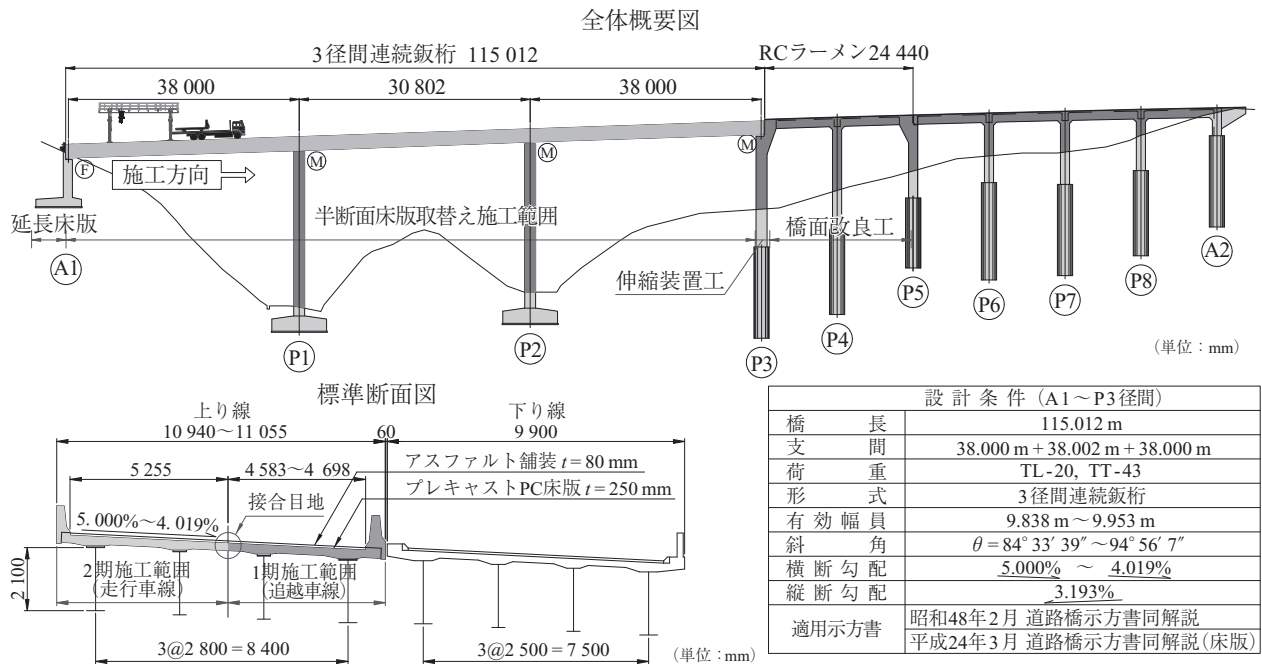 全体概要図
3径間連続鈑桁 115 012
RCラーメン24 440
38 000
30 802
38 000
F
M
M
M
施工方向
延長床版
半断面床版取替え施工範囲
橋面改良工
伸縮装置工
A1
P1
P2
P3
P4
P5
P6
P7
P8
A2
(単位：mm)
標準断面図
上り線
下り線
10 940～11 055
60
9 900
5 255
4 583～4 698
アスファルト舗装 t = 80 mm
プレキャストPC床版 t = 250 mm
接合目地
5.000%～4.019%
2 100
2期施工範囲
(走行車線)
1期施工範囲
(追越車線)
3@2 800 = 8 400
3@2 500 = 7 500
(単位：mm)
設計条件 (A1～P3径間)
橋長 115.012 m
支間 38.000 m + 38.002 m + 38.000 m
荷重 TL-20, TT-43
形式 3径間連続鈑桁
有効幅員 9.838 m～9.953 m
斜角 θ = 84° 33′ 39″～94° 56′ 7″
横断勾配 5.000% ～ 4.019%
縦断勾配 3.193%
適用示方書 昭和48年2月 道路橋示方書同解説
平成24年3月 道路橋示方書同解説(床版)